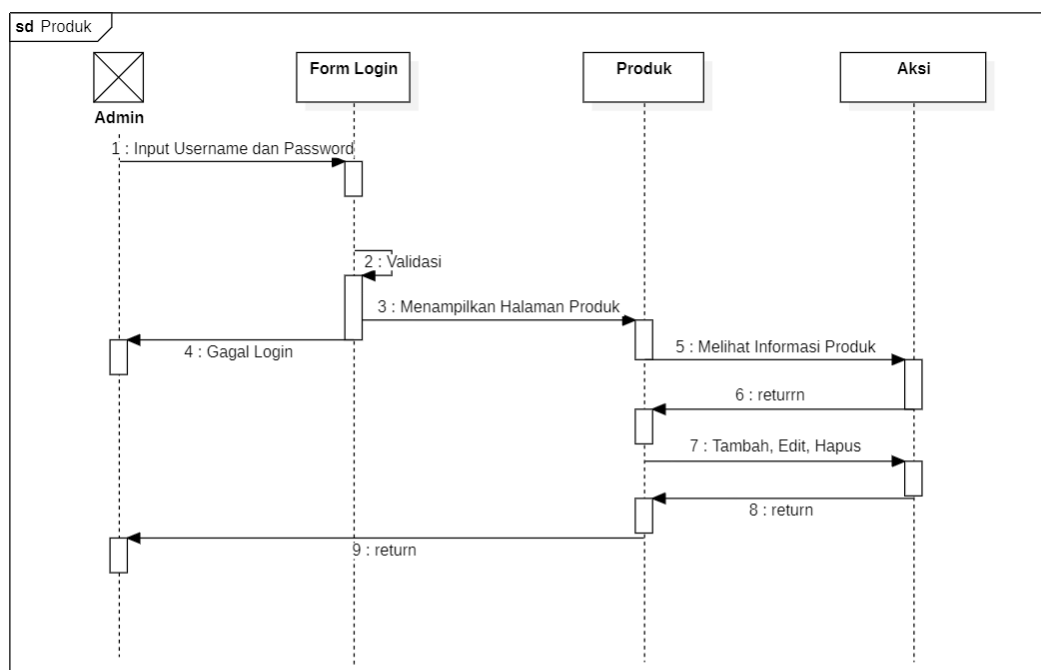 sd Produk
Form Login
Produk
Aksi
Admin
1 : Input Username dan Password
2 : Validasi
3 : Menampilkan Halaman Produk
4 : Gagal Login
5 : Melihat Informasi Produk
6 : returrn
7 : Tambah, Edit, Hapus
8 : return
9 : return